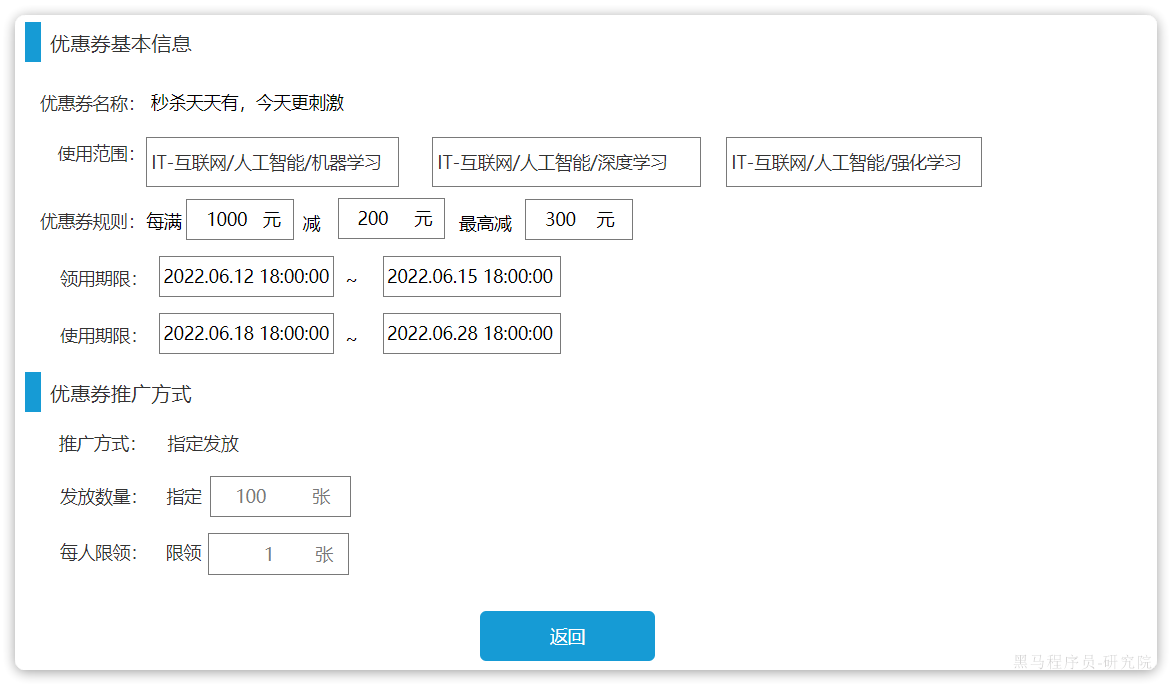 优惠券基本信息
优惠券名称： 秒杀天天有，今天更刺激
使用范围： IT-互联网/人工智能/机器学习 IT-互联网/人工智能/深度学习 IT-互联网/人工智能/强化学习
优惠券规则： 每满 1000 元 减 200 元 最高减 300 元
领用期限： 2022.06.12 18:00:00 ~ 2022.06.15 18:00:00
使用期限： 2022.06.18 18:00:00 ~ 2022.06.28 18:00:00
优惠券推广方式
推广方式： 指定发放
发放数量： 指定 100 张
每人限领： 限领 1 张
返回
黑马程序员-研究院